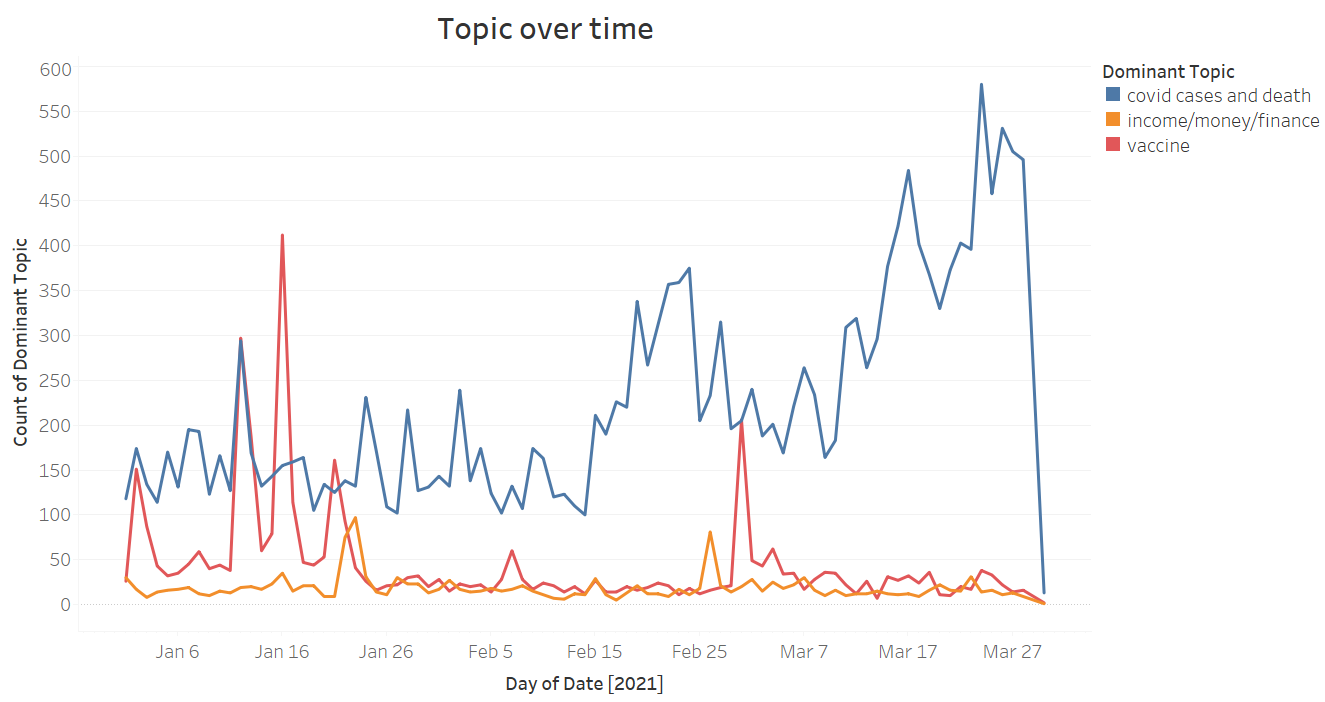 Topic over time
600
550
500
450
400
350
300
250
200
150
100
50
0
Count of Dominant Topic
Jan 6 Jan 16 Jan 26 Feb 5 Feb 15 Feb 25 Mar 7 Mar 17 Mar 27
Day of Date [2021]
Dominant Topic
covid cases and death
income/money/finance
vaccine